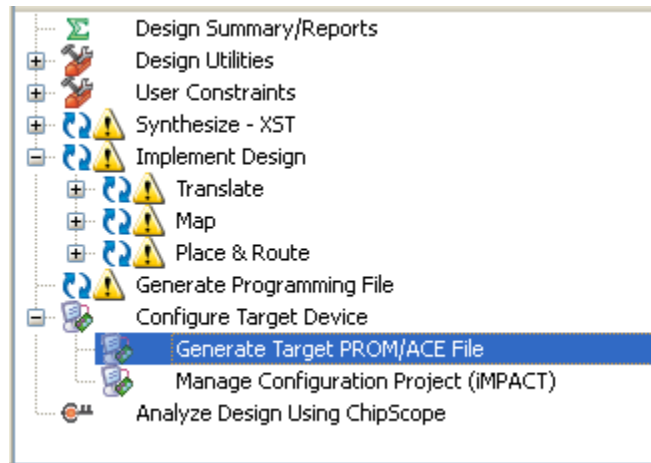 Design Summary/Reports
Design Utilities
User Constraints
Synthesize - XST
Implement Design
Translate
Map
Place & Route
Generate Programming File
Configure Target Device
Generate Target PROM/ACE File
Manage Configuration Project (iMPACT)
Analyze Design Using ChipScope